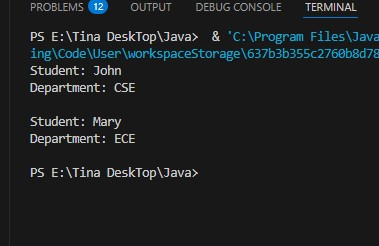 PROBLEMS 12 OUTPUT DEBUG CONSOLE TERMINAL
PS E:\Tina DeskTop\Java> & 'C:\Program Files\Java
ing\Code\User\workspaceStorage\637b3b355c2760b8d78
Student: John
Department: CSE
Student: Mary
Department: ECE
PS E:\Tina DeskTop\Java>